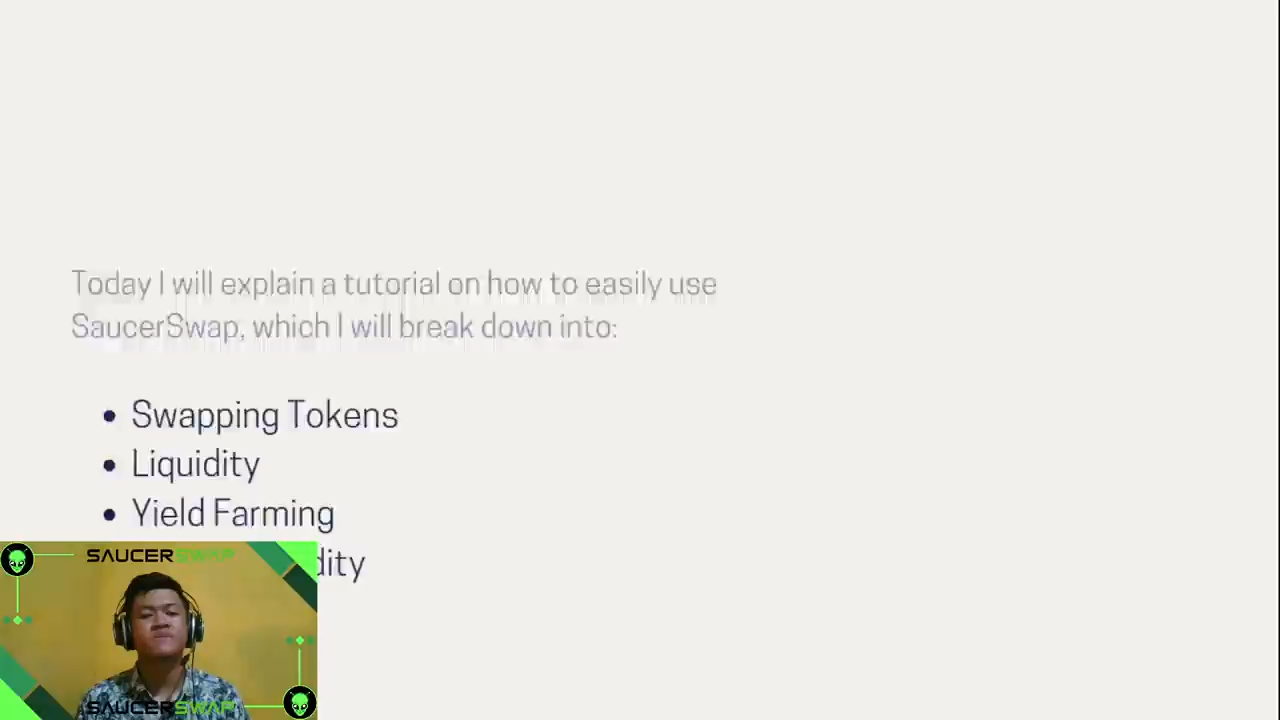 Today I will explain a tutorial on how to easily use
SaucerSwap, which I will break down into:
• Swapping Tokens
• Liquidity
• Yield Farming
SAUCERSWAP
SAUCERSWAP